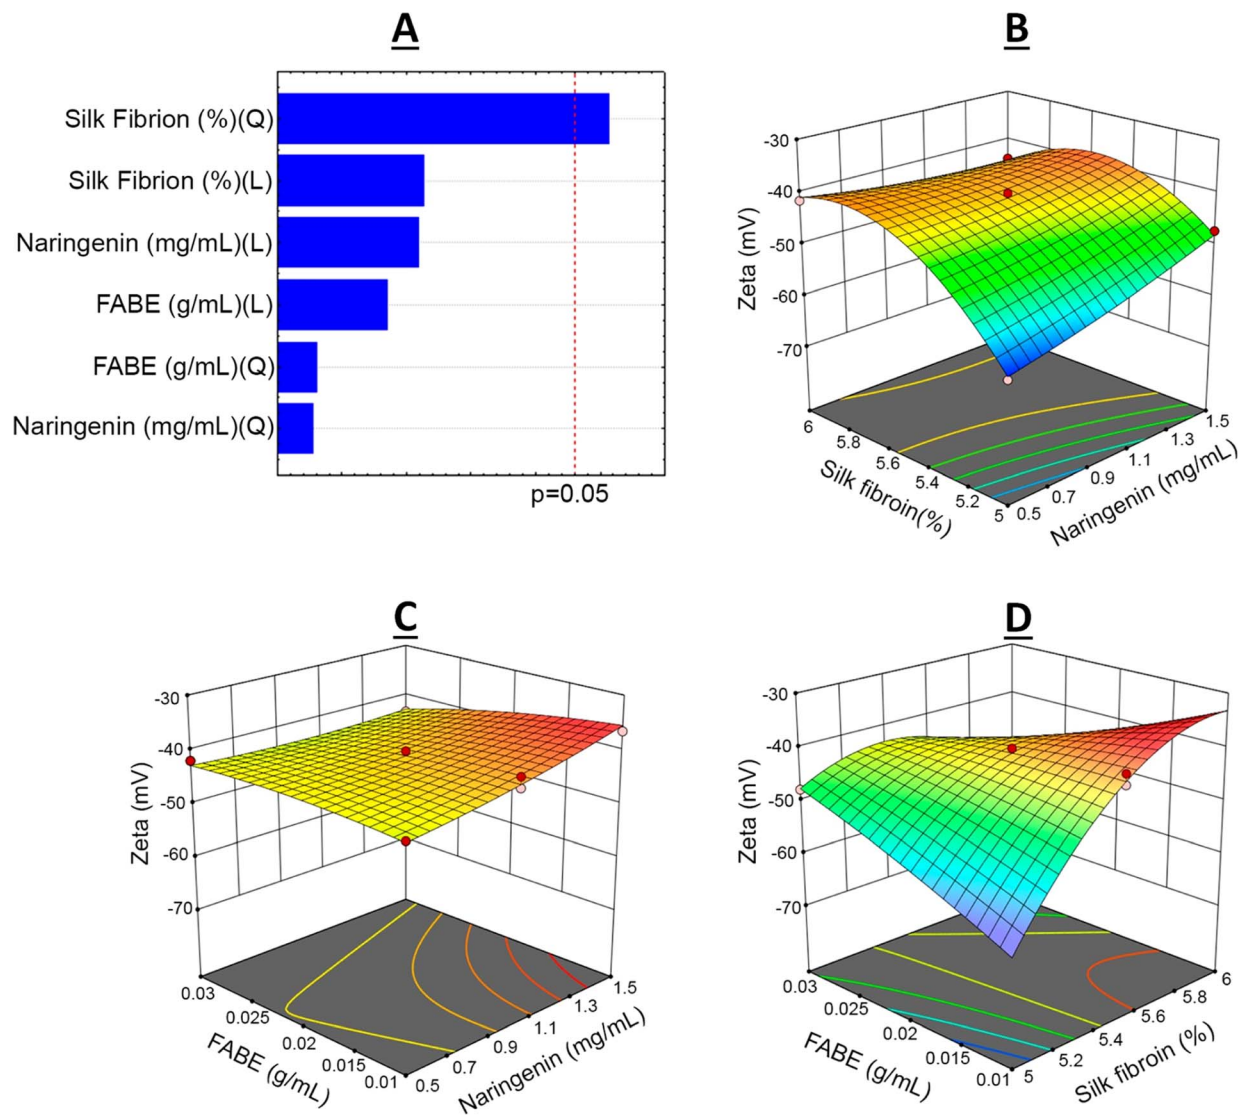 A
Silk Fibrion (%)(Q)
Silk Fibrion (%)(L)
Naringenin (mg/mL)(L)
FABE (g/mL)(L)
FABE (g/mL)(Q)
Naringenin (mg/mL)(Q)
p=0.05
B
-30
-40
-50
-60
-70
Zeta (mV)
6
5.8
5.6
5.4
5.2
5
Silk fibroin(%)
0.5
0.7
0.9
1.1
1.3
1.5
Naringenin (mg/mL)
C
-30
-40
-50
-60
-70
Zeta (mV)
0.03
0.025
0.02
0.015
0.01
FABE (g/mL)
0.5
0.7
0.9
1.1
1.3
1.5
Naringenin (mg/mL)
D
-30
-40
-50
-60
-70
Zeta (mV)
0.03
0.025
0.02
0.015
0.01
FABE (g/mL)
5
5.2
5.4
5.6
5.8
6
Silk fibroin (%)